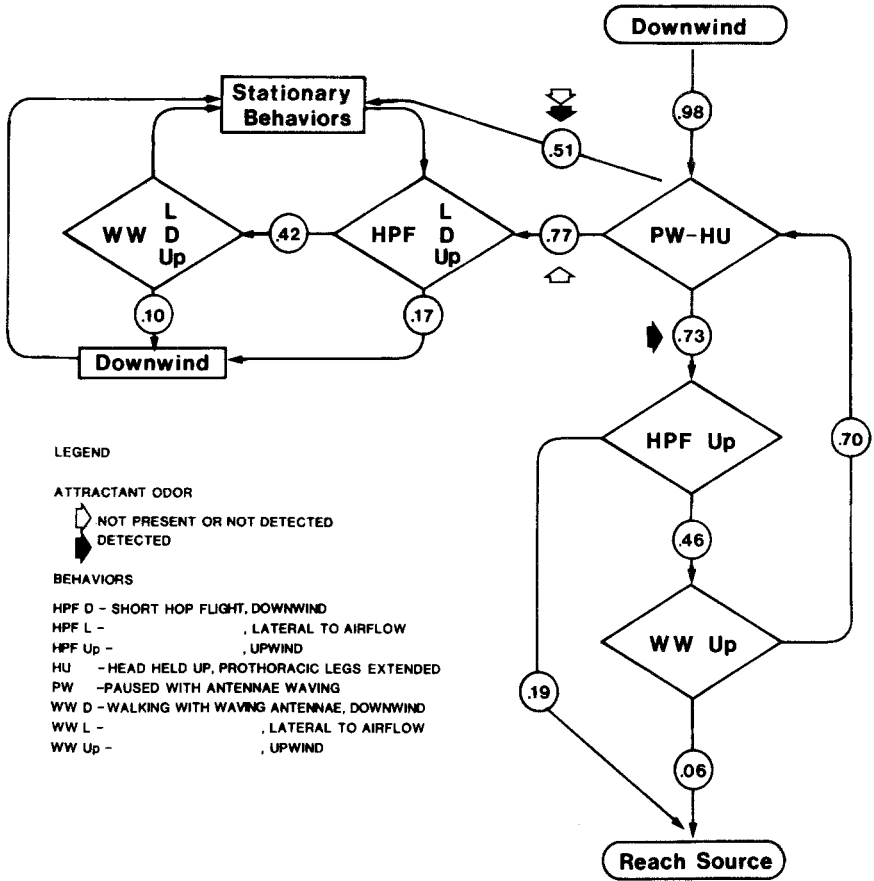 Downwind
.98
Stationary
Behaviors
.51
WW
L
D
Up
.42
HPF
L
D
Up
.77
PW-HU
.10
.17
.73
Downwind
HPF Up
.70
.46
WW Up
.19
.06
Reach Source
LEGEND
ATTRACTANT ODOR
NOT PRESENT OR NOT DETECTED
DETECTED
BEHAVIORS
HPF D - SHORT HOP FLIGHT, DOWNWIND
HPF L - , LATERAL TO AIRFLOW
HPF Up - , UPWIND
HU -HEAD HELD UP, PROTHORACIC LEGS EXTENDED
PW -PAUSED WITH ANTENNAE WAVING
WW D - WALKING WITH WAVING ANTENNAE, DOWNWIND
WW L - , LATERAL TO AIRFLOW
WW Up - , UPWIND